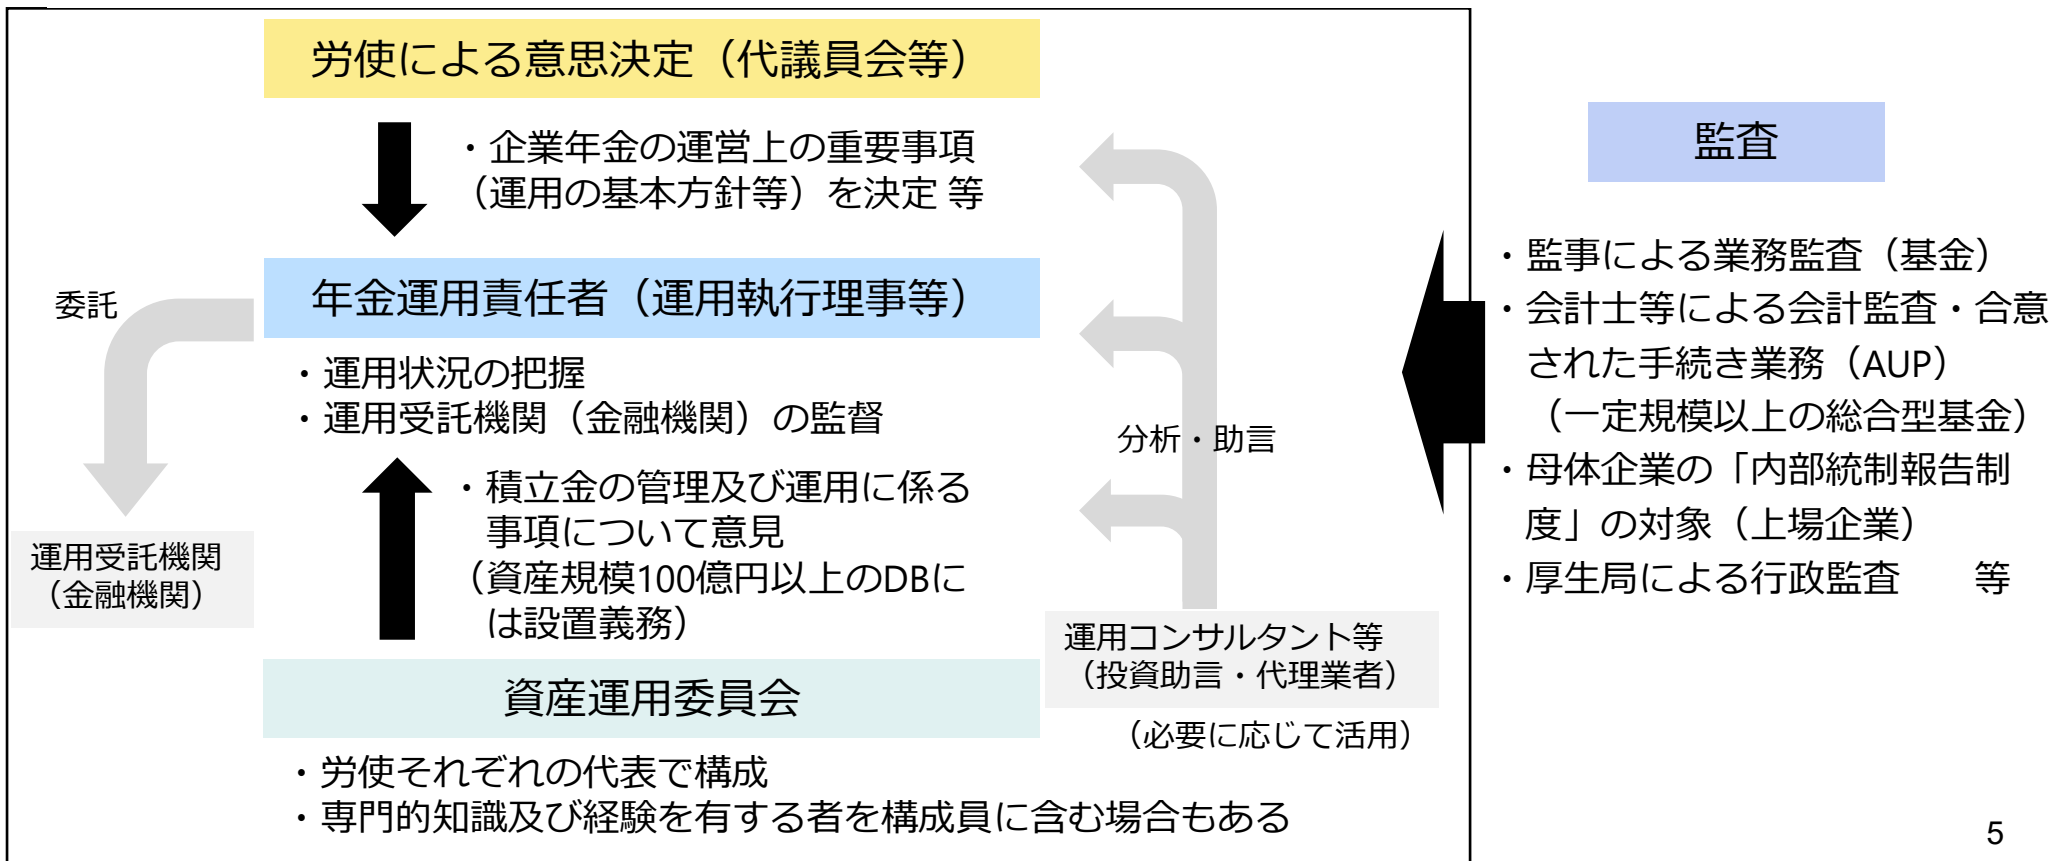 労使による意思決定（代議員会等）
・企業年金の運営上の重要事項
（運用の基本方針等）を決定 等
委託
年金運用責任者（運用執行理事等）
・運用状況の把握
・運用受託機関（金融機関）の監督
・積立金の管理及び運用に係る
事項について意見
（資産規模100億円以上のDBに
は設置義務）
運用受託機関
（金融機関）
資産運用委員会
・労使それぞれの代表で構成
・専門的知識及び経験を有する者を構成員に含む場合もある
分析・助言
運用コンサルタント等
（投資助言・代理業者）
（必要に応じて活用）
監査
・監事による業務監査（基金）
・会計士等による会計監査・合意
された手続き業務（AUP）
（一定規模以上の総合型基金）
・母体企業の「内部統制報告制
度」の対象（上場企業）
・厚生局による行政監査　　等
5